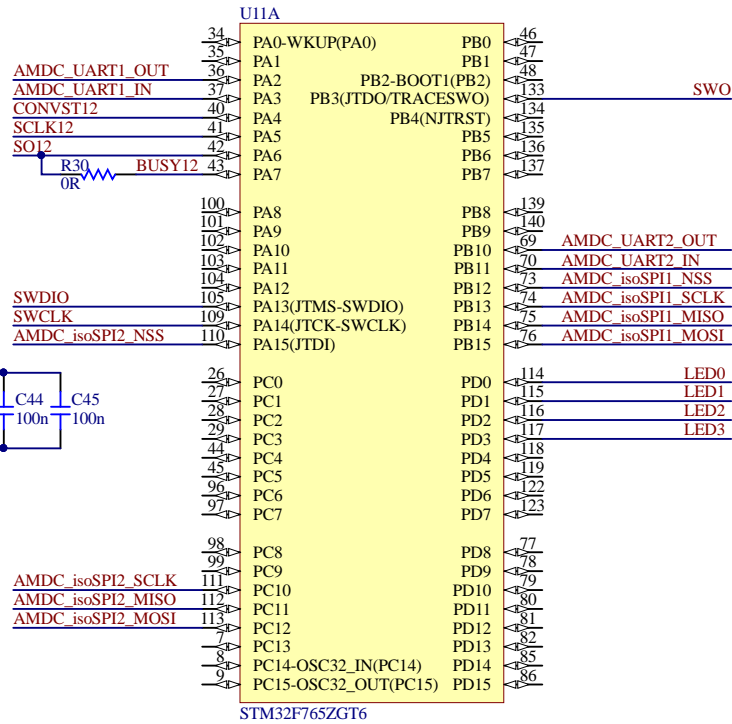 U11A
34 PA0-WKUP(PA0) PB0 46
35 PA1 PB1 47
AMDC_UART1_OUT 36 PA2 PB2-BOOT1(PB2) 48
AMDC_UART1_IN 37 PA3 PB3(JTDO/TRACESWO) 133 SWO
CONVST12 40 PA4 PB4(NJTRST) 134
SCLK12 41 PA5 PB5 135
SO12 42 PA6 PB6 136
R30 BUSY12 43 PA7 PB7 137
0R
100 PA8 PB8 139
101 PA9 PB9 140
102 PA10 PB10 69 AMDC_UART2_OUT
103 PA11 PB11 70 AMDC_UART2_IN
104 PA12 PB12 73 AMDC_isoSPI1_NSS
SWDIO 105 PA13(JTMS-SWDIO) PB13 74 AMDC_isoSPI1_SCLK
SWCLK 109 PA14(JTCK-SWCLK) PB14 75 AMDC_isoSPI1_MISO
AMDC_isoSPI2_NSS 110 PA15(JTDI) PB15 76 AMDC_isoSPI1_MOSI
26 PC0 PD0 114 LED0
C44 C45 27 PC1 PD1 115 LED1
100n 100n 28 PC2 PD2 116 LED2
29 PC3 PD3 117 LED3
44 PC4 PD4 118
45 PC5 PD5 119
96 PC6 PD6 122
97 PC7 PD7 123
98 PC8 PD8 77
99 PC9 PD9 78
AMDC_isoSPI2_SCLK 111 PC10 PD10 79
AMDC_isoSPI2_MISO 112 PC11 PD11 80
AMDC_isoSPI2_MOSI 113 PC12 PD12 81
7 PC13 PD13 82
8 PC14-OSC32_IN(PC14) PD14 85
9 PC15-OSC32_OUT(PC15) PD15 86
STM32F765ZGT6